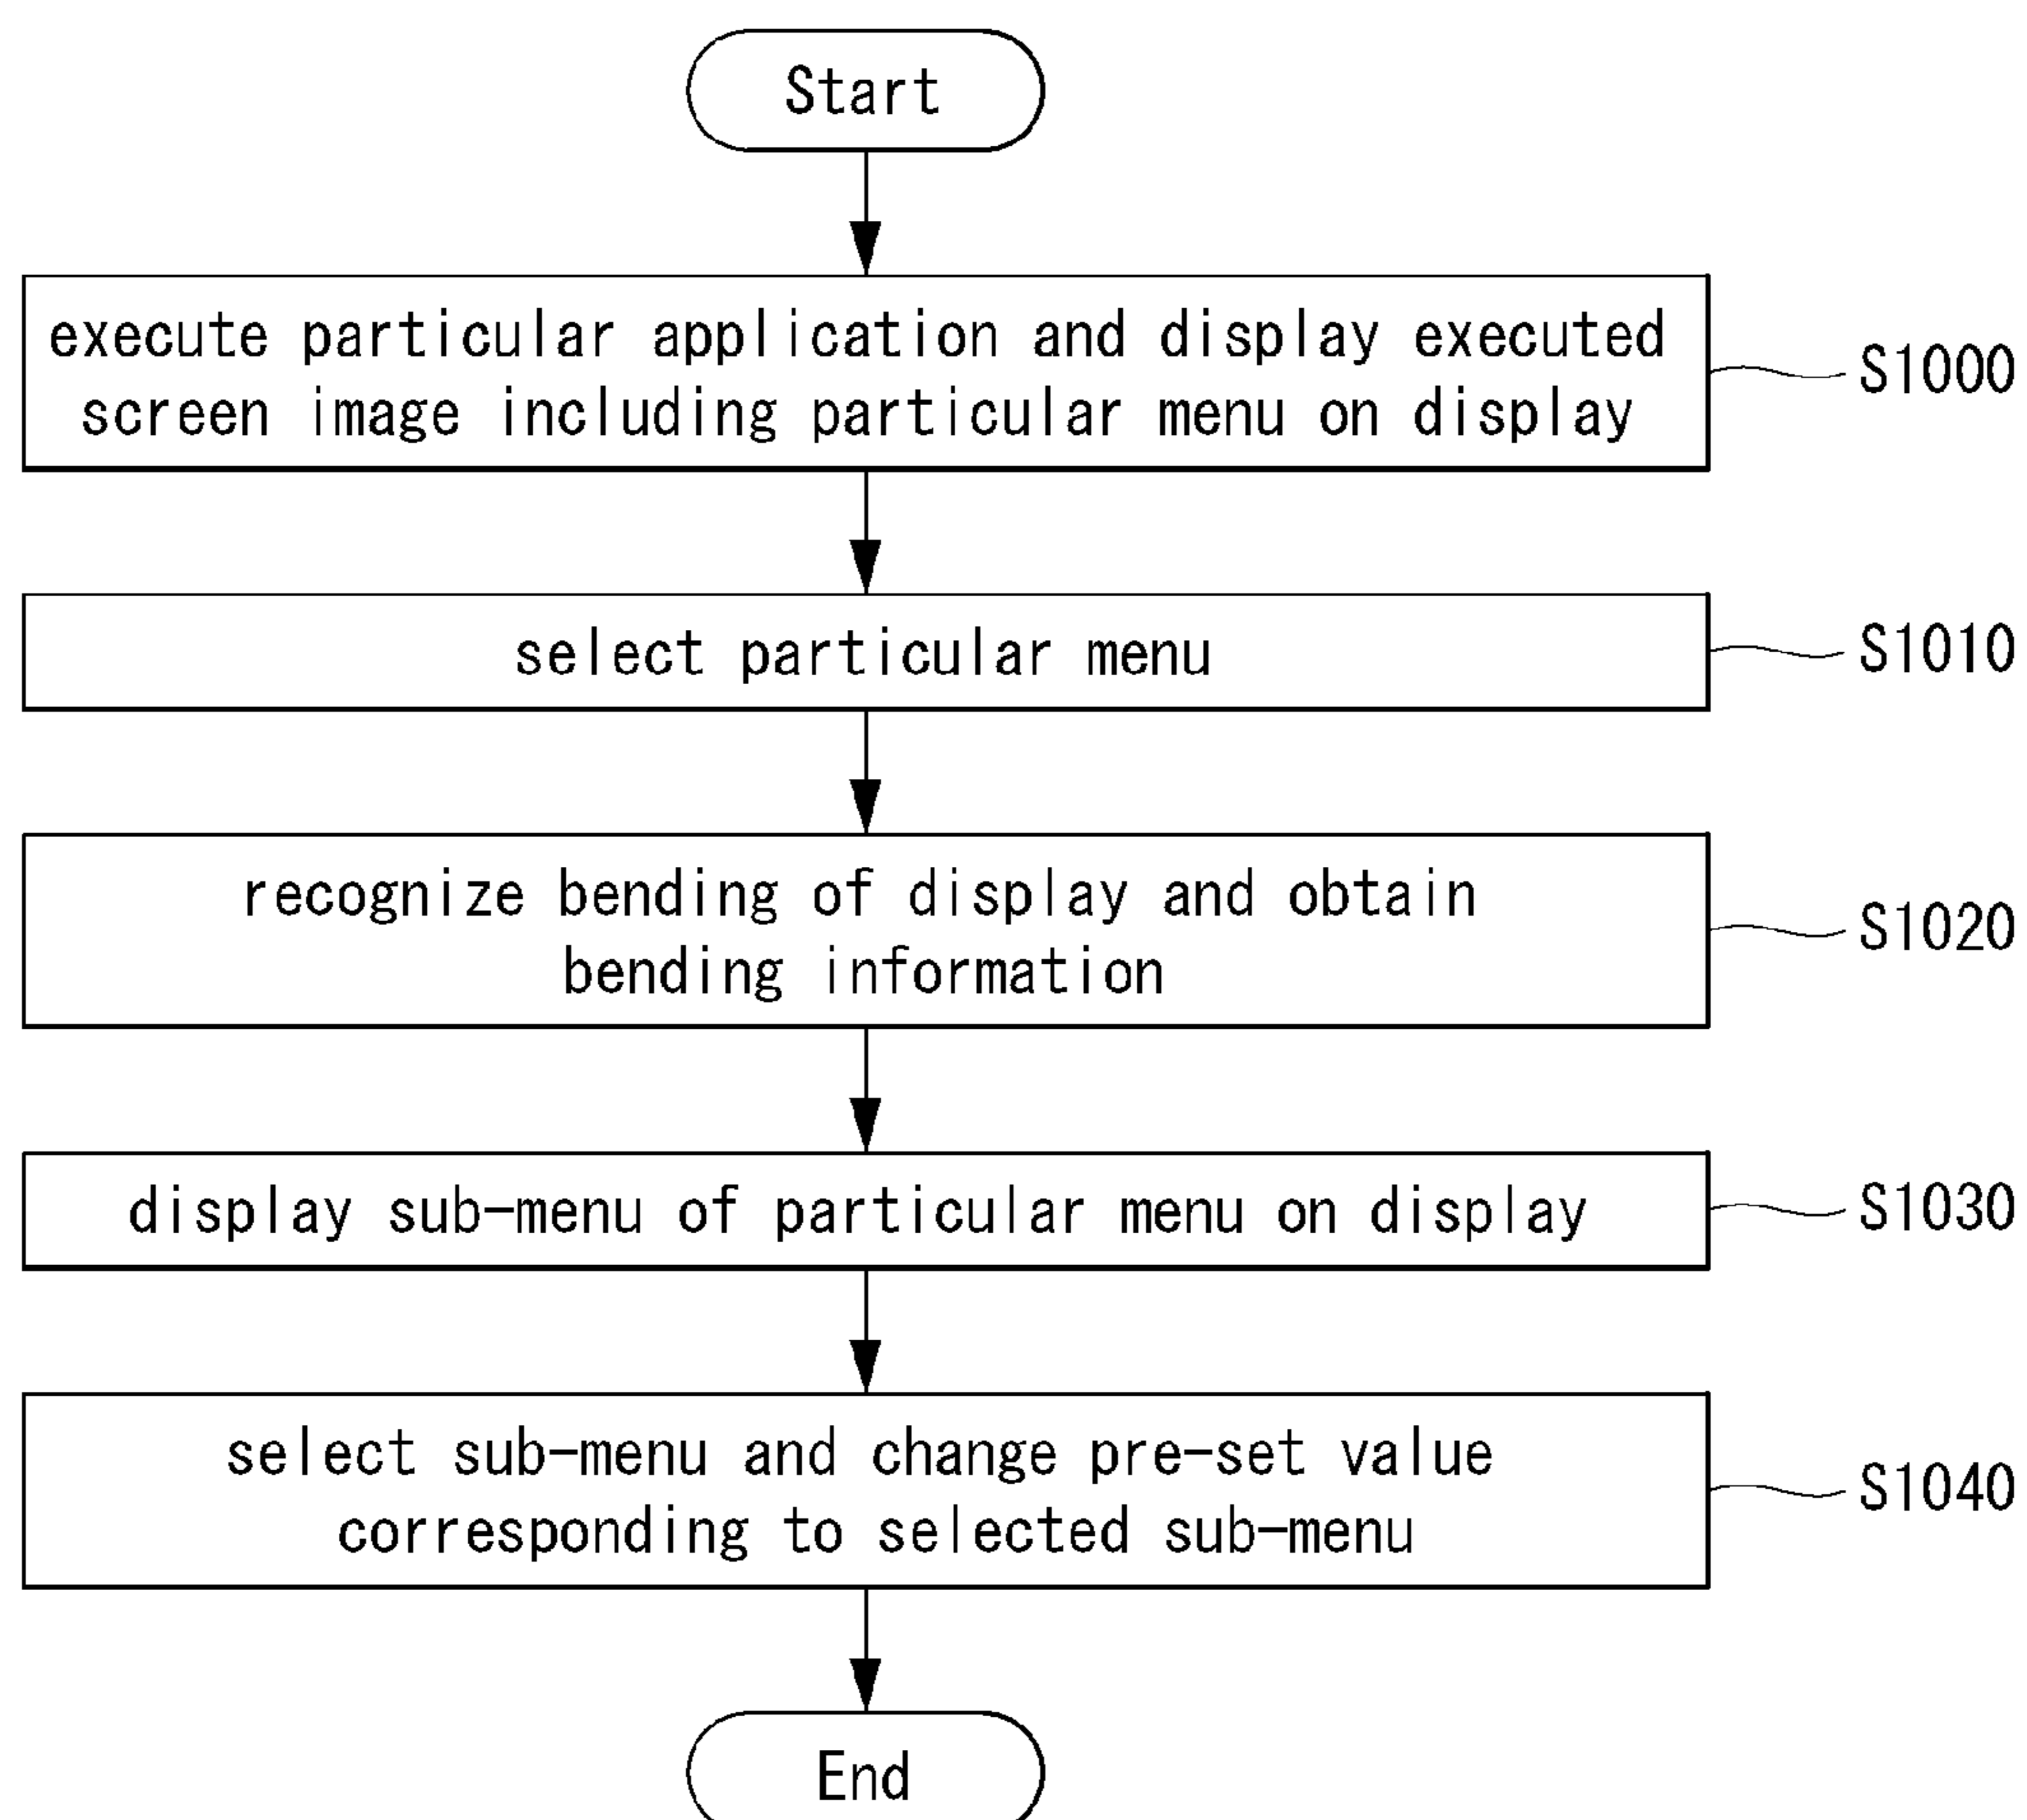 Start
execute particular application and display executed
screen image including particular menu on display
S1000
select particular menu
S1010
recognize bending of display and obtain
bending information
S1020
display sub-menu of particular menu on display
S1030
select sub-menu and change pre-set value
corresponding to selected sub-menu
S1040
End